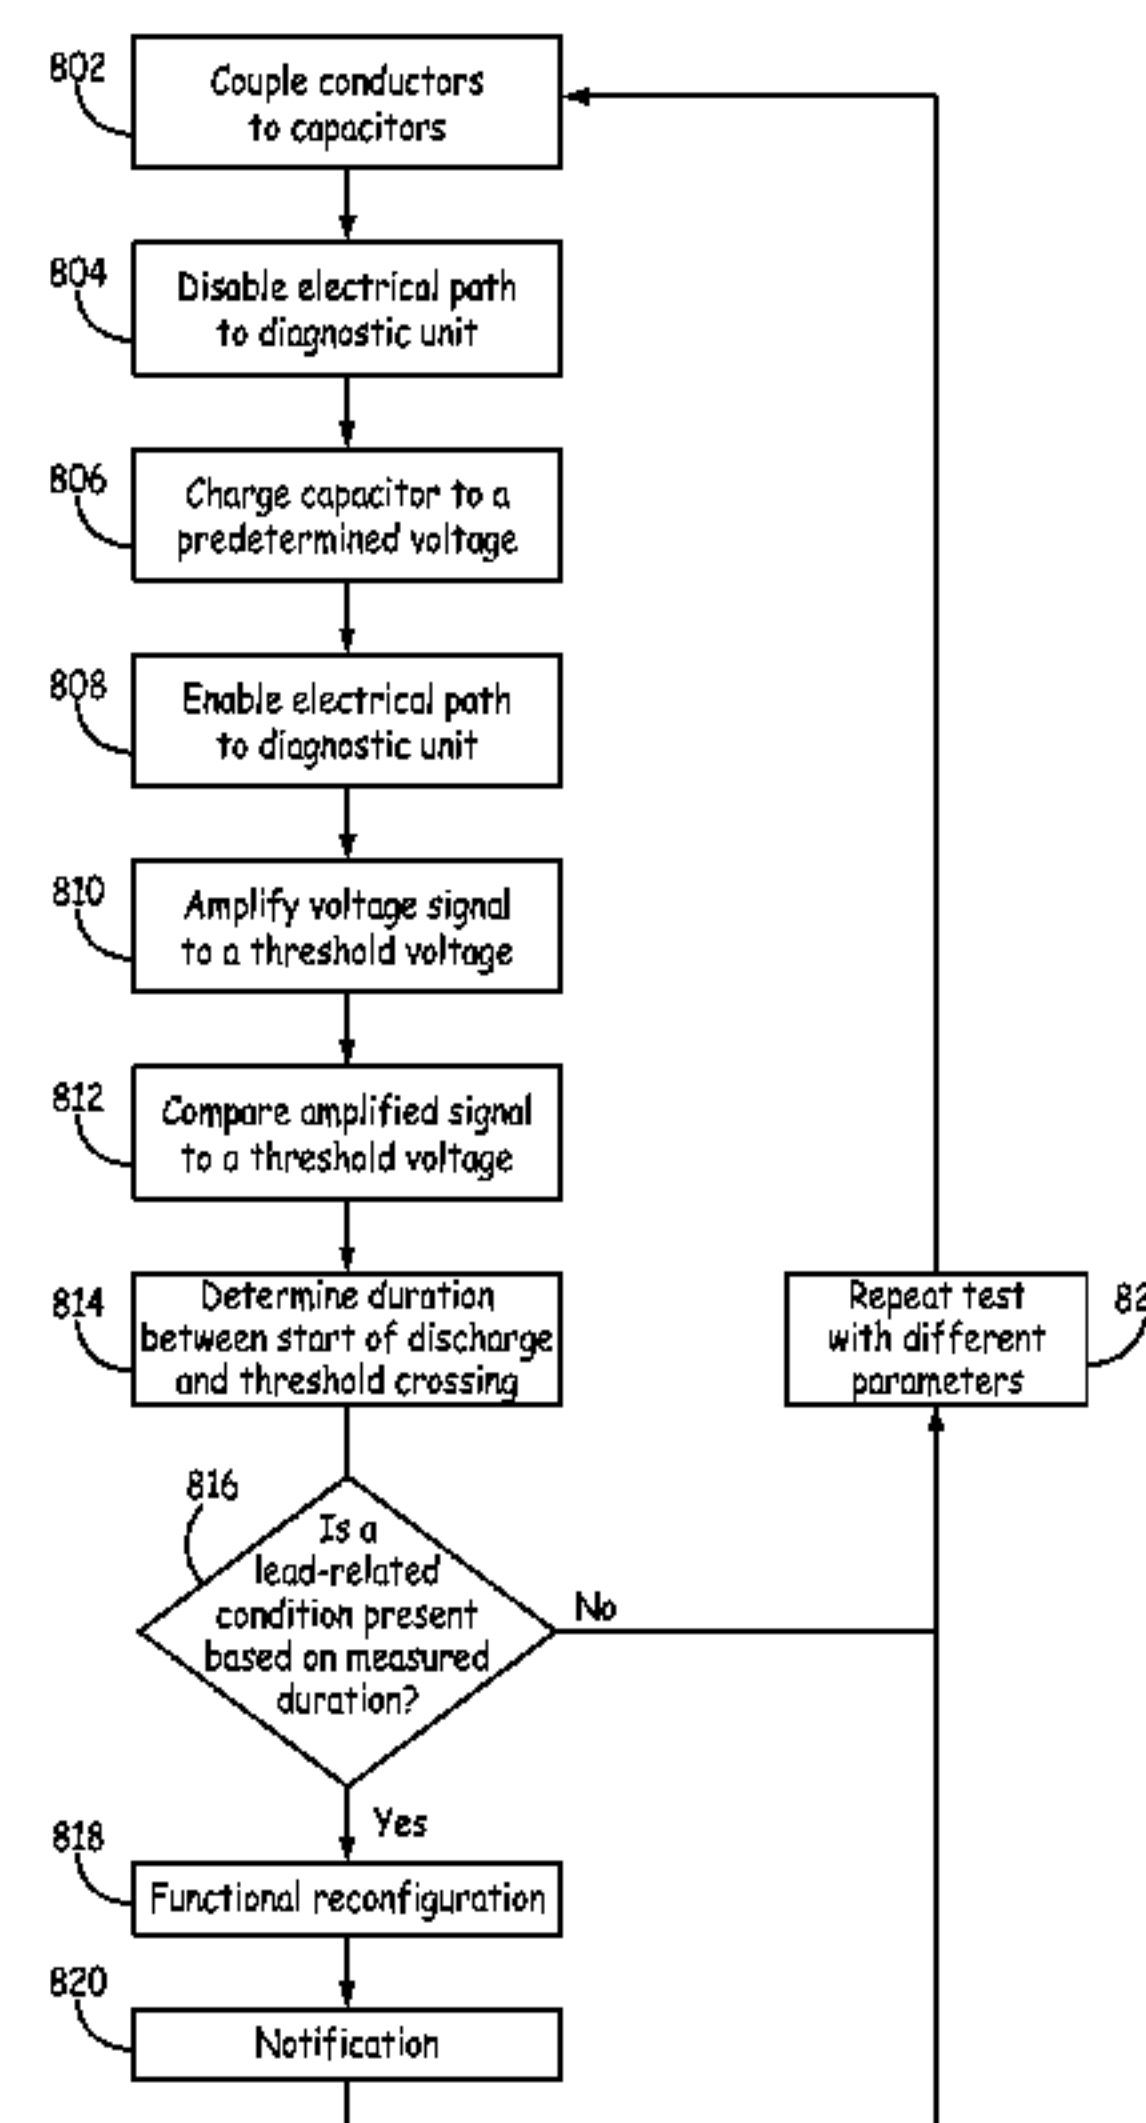 802
Couple conductors
to capacitors
804
Disable electrical path
to diagnostic unit
806
Charge capacitor to a
predetermined voltage
808
Enable electrical path
to diagnostic unit
810
Amplify voltage signal
to a threshold voltage
812
Compare amplified signal
to a threshold voltage
814
Determine duration
between start of discharge
and threshold crossing
Repeat test
with different
parameters
82
816
Is a
lead-related
condition present
based on measured
duration?
No
Yes
818
Functional reconfiguration
820
Notification